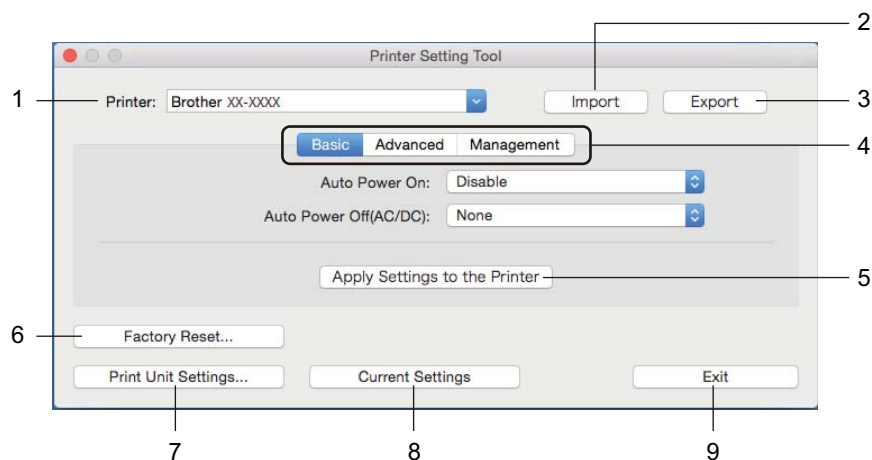 2
Printer Setting Tool
1 Printer: Brother XX-XXXX Import Export 3
Basic Advanced Management 4
Auto Power On: Disable
Auto Power Off(AC/DC): None
Apply Settings to the Printer 5
6 Factory Reset...
Print Unit Settings... Current Settings Exit
7 8 9